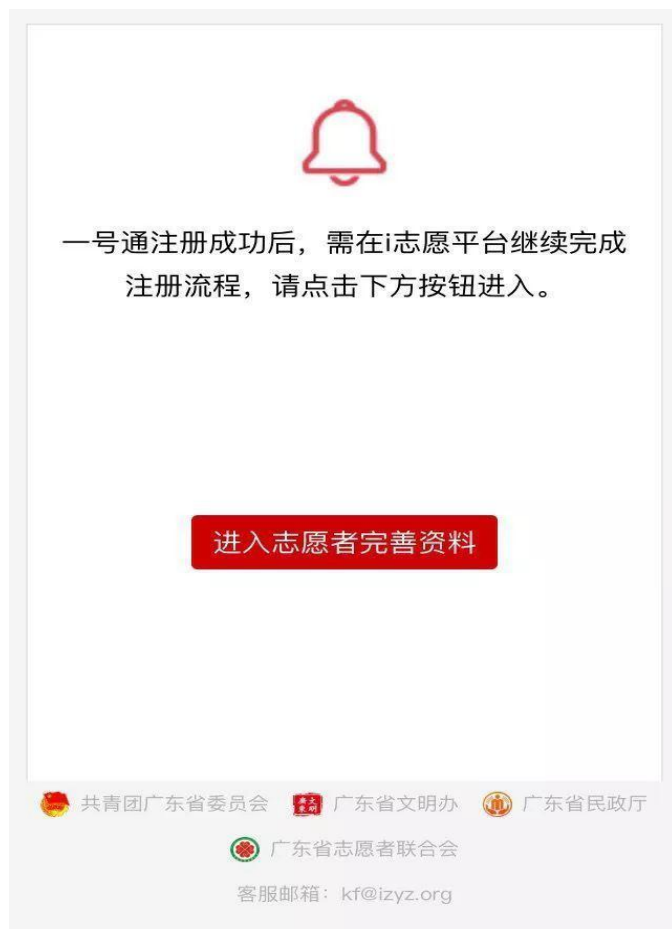 一号通注册成功后，需在i志愿平台继续完成
注册流程，请点击下方按钮进入。
进入志愿者完善资料
共青团广东省委员会 广东省文明办 广东省民政厅
广东省志愿者联合会
客服邮箱：kf@izyz.org